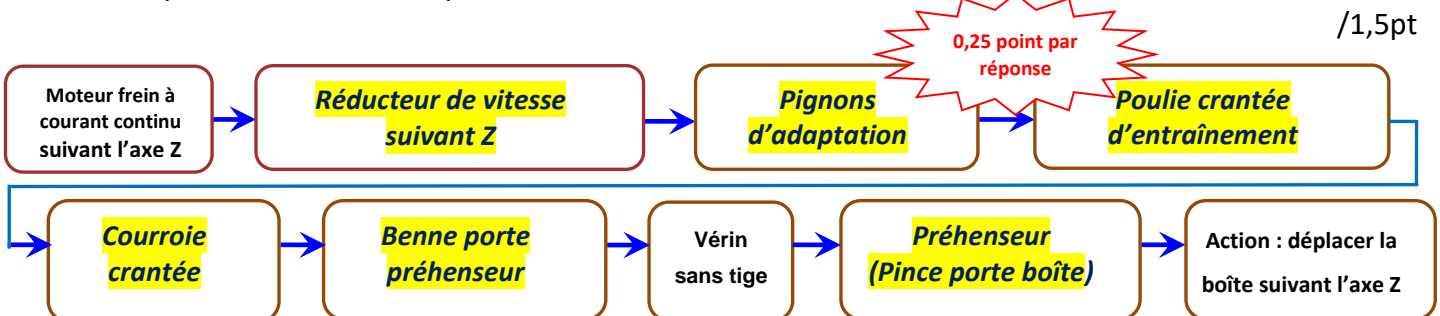 /1,5pt
0,25 point par
réponse
Moteur frein à
courant continu
suivant l’axe Z
Réducteur de vitesse
suivant Z
Pignons
d’adaptation
Poulie crantée
d’entraînement
Courroie
crantée
Benne porte
préhenseur
Vérin
sans tige
Préhenseur
(Pince porte boîte)
Action : déplacer la
boîte suivant l’axe Z